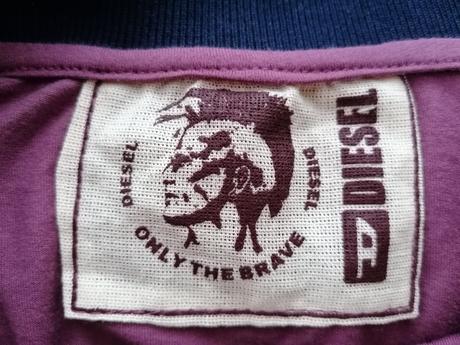 DIESEL
DIESEL
ONLY THE BRAVE
DIESEL
D